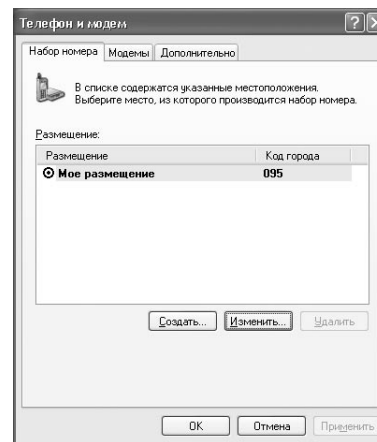 Телефон и модем
Набор номера Модемы Дополнительно
В списке содержатся указанные местоположения.
Выберите место, из которого производится набор номера.
Размещение:
Размещение Код города
Мое размещение 095
Создать... Изменить... Удалить
OK Отмена Применить